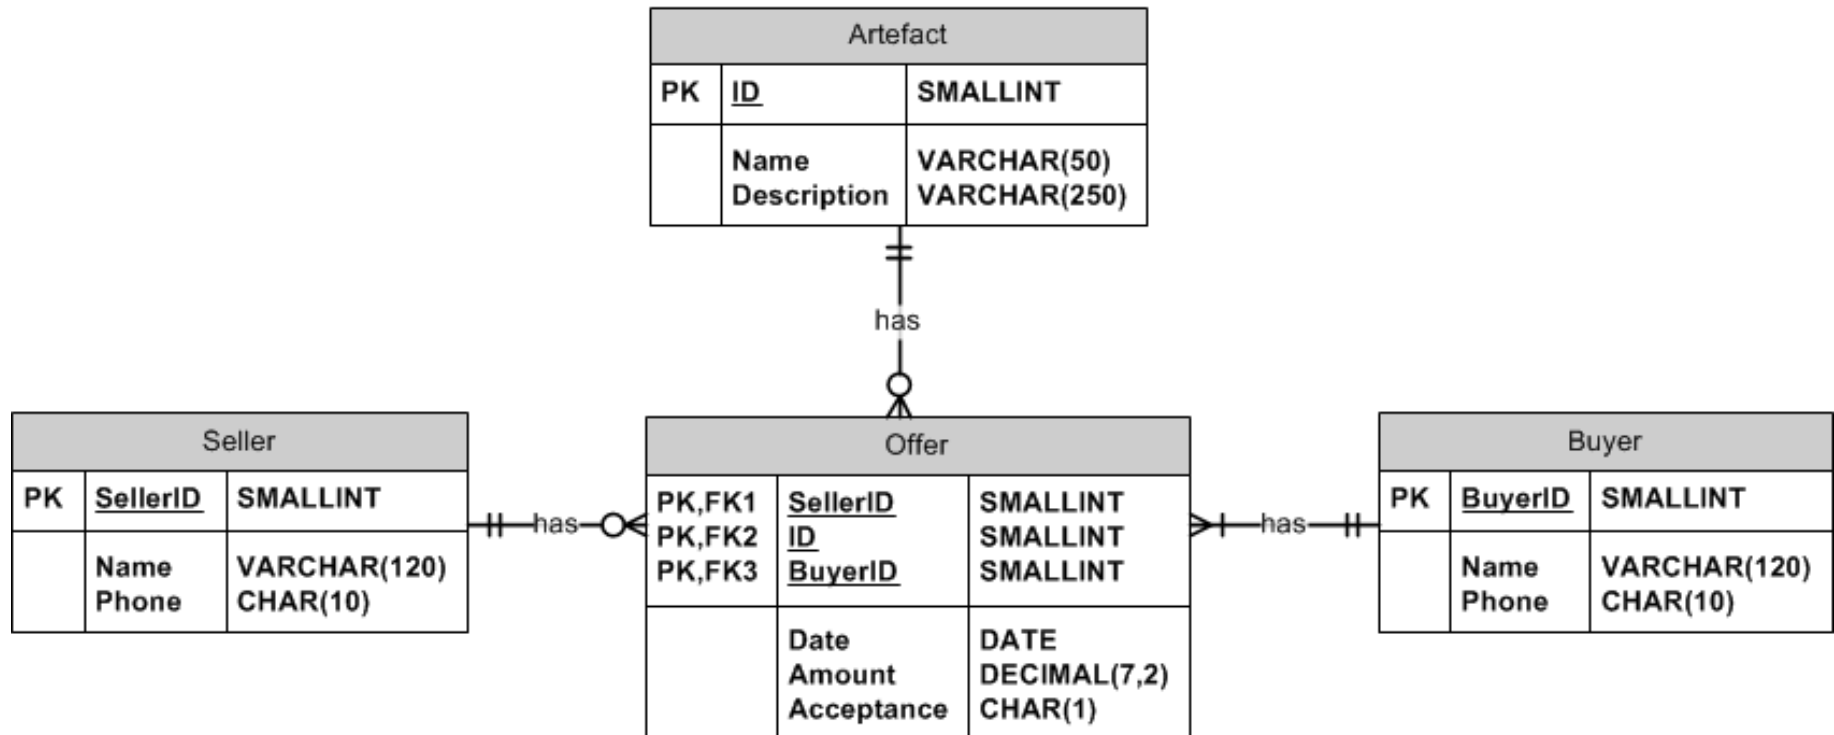 Artefact
PK ID SMALLINT
Name VARCHAR(50)
Description VARCHAR(250)
has
Seller
PK SellerID SMALLINT
Name VARCHAR(120)
Phone CHAR(10)
has
Offer
PK,FK1 SellerID SMALLINT
PK,FK2 ID SMALLINT
PK,FK3 BuyerID SMALLINT
Date DATE
Amount DECIMAL(7,2)
Acceptance CHAR(1)
has
Buyer
PK BuyerID SMALLINT
Name VARCHAR(120)
Phone CHAR(10)